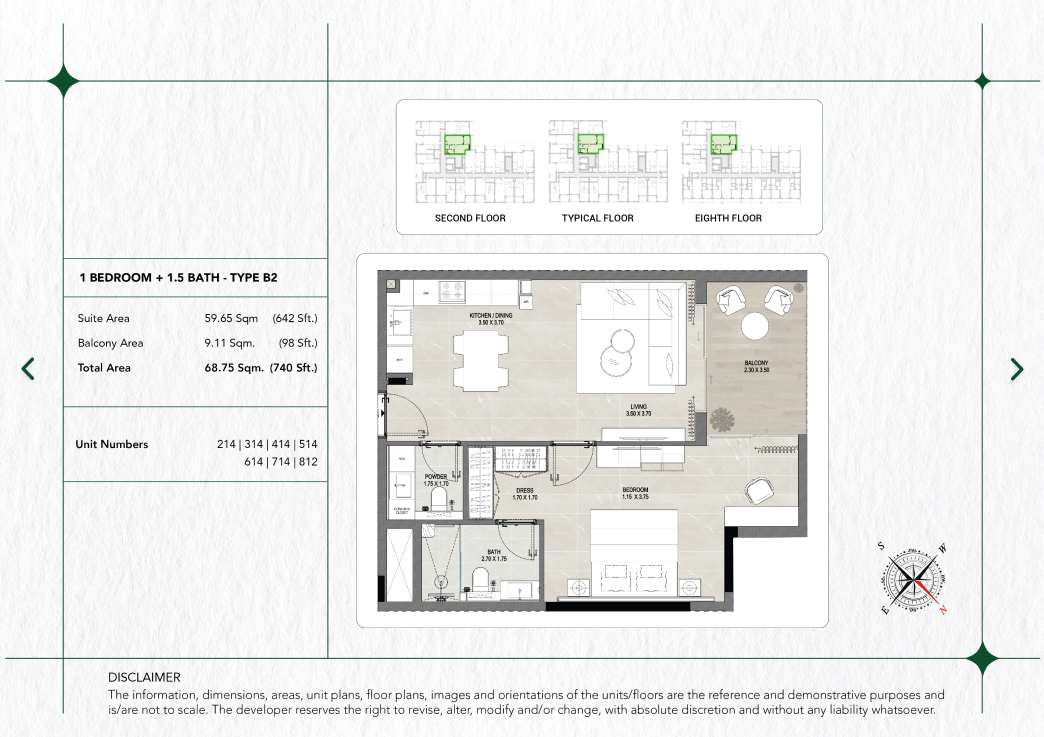 SECOND FLOOR
TYPICAL FLOOR
EIGHTH FLOOR
1 BEDROOM + 1.5 BATH - TYPE B2
Suite Area 59.65 Sqm (642 Sft.)
Balcony Area 9.11 Sqm. (98 Sft.)
Total Area 68.75 Sqm. (740 Sft.)
Unit Numbers 214 | 314 | 414 | 514
614 | 714 | 812
KITCHEN / DINING
3.50 X 3.70
BALCONY
2.30 X 3.50
LIVING
3.50 X 3.70
POWDER
1.75 X 1.70
DRESS
1.70 X 1.70
BEDROOM
1.15 X 3.75
CLEANING
CLOSET
BATH
2.70 X 1.75
S
W
E
N
DISCLAIMER
The information, dimensions, areas, unit plans, floor plans, images and orientations of the units/floors are the reference and demonstrative purposes and
is/are not to scale. The developer reserves the right to revise, alter, modify and/or change, with absolute discretion and without any liability whatsoever.